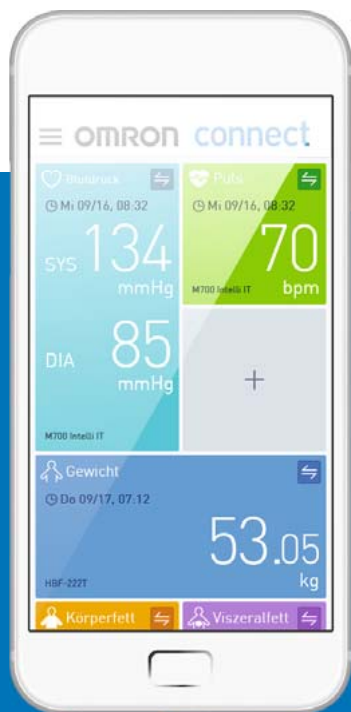 OMRON connect
Blutdruck
Mi 09/16, 08:32
SYS 134
mmHg
DIA 85
mmHg
M700 Intelli IT
Puls
Mi 09/16, 08:32
70
M700 Intelli IT bpm
+
Gewicht
Do 09/17, 07:12
53.05
HBF-222T kg
Körperfett
Viszeralfett